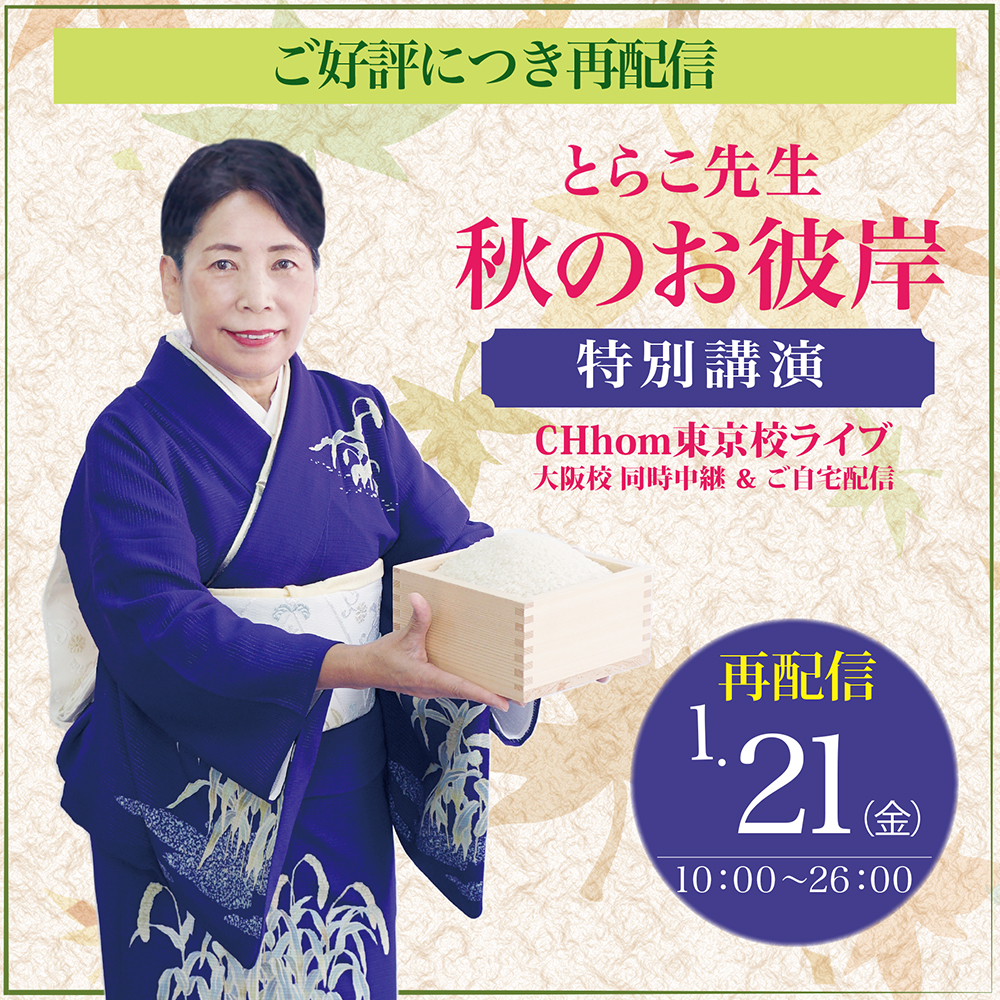 ご好評につき再配信
とらこ先生
秋のお彼岸
特別講演
CHhom東京校ライブ
大阪校 同時中継 & ご自宅配信
再配信
1.21(金)
10:00～26:00